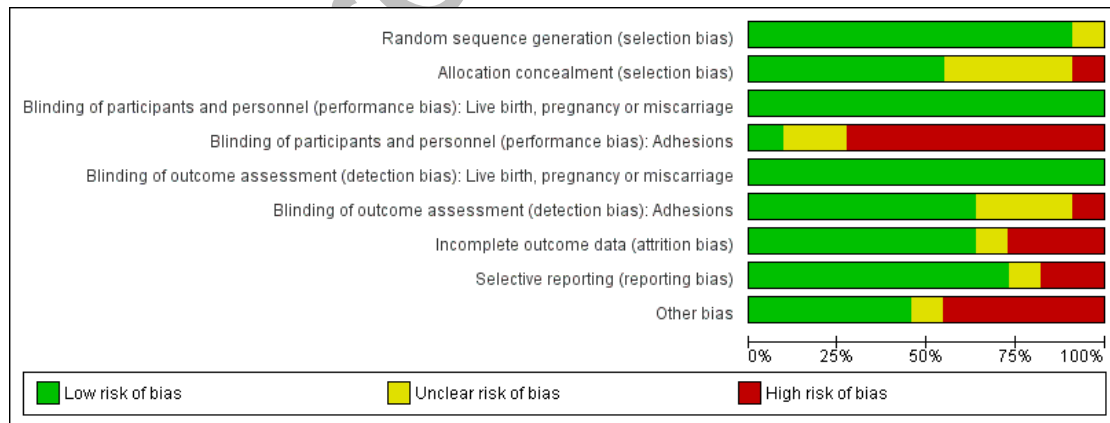 Random sequence generation (selection bias)
Allocation concealment (selection bias)
Blinding of participants and personnel (performance bias): Live birth, pregnancy or miscarriage
Blinding of participants and personnel (performance bias): Adhesions
Blinding of outcome assessment (detection bias): Live birth, pregnancy or miscarriage
Blinding of outcome assessment (detection bias): Adhesions
Incomplete outcome data (attrition bias)
Selective reporting (reporting bias)
Other bias
0% 25% 50% 75% 100%
Low risk of bias Unclear risk of bias High risk of bias